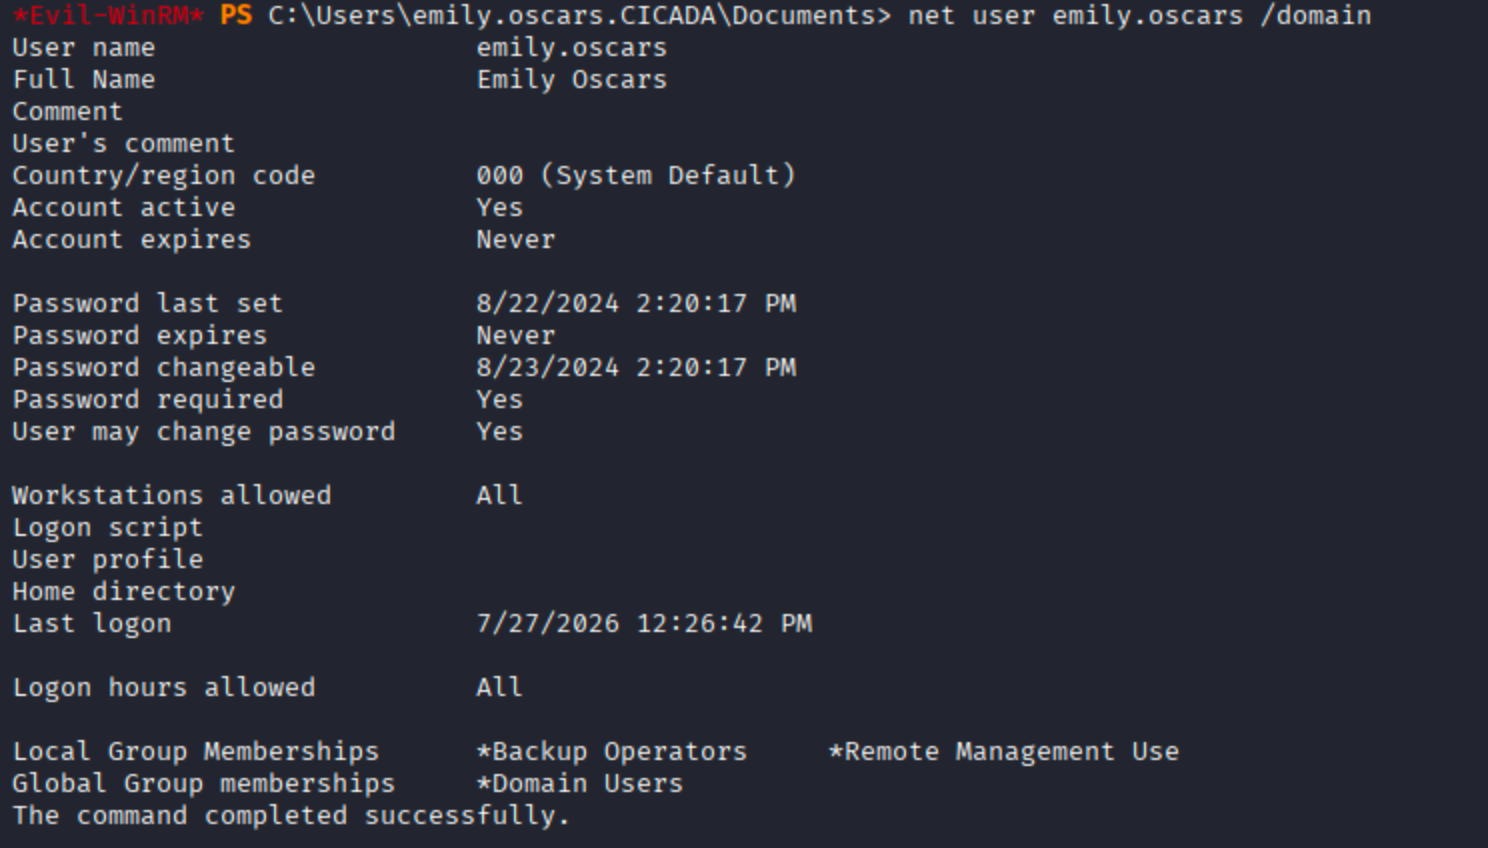 *Evil-WinRM* PS C:\Users\emily.oscars.CICADA\Documents> net user emily.oscars /domain
User name                    emily.oscars
Full Name                    Emily Oscars
Comment
User's comment
Country/region code          000 (System Default)
Account active               Yes
Account expires              Never

Password last set            8/22/2024 2:20:17 PM
Password expires             Never
Password changeable          8/23/2024 2:20:17 PM
Password required            Yes
User may change password     Yes

Workstations allowed         All
Logon script
User profile
Home directory
Last logon                   7/27/2026 12:26:42 PM

Logon hours allowed          All

Local Group Memberships      *Backup Operators     *Remote Management Use
Global Group memberships     *Domain Users
The command completed successfully.